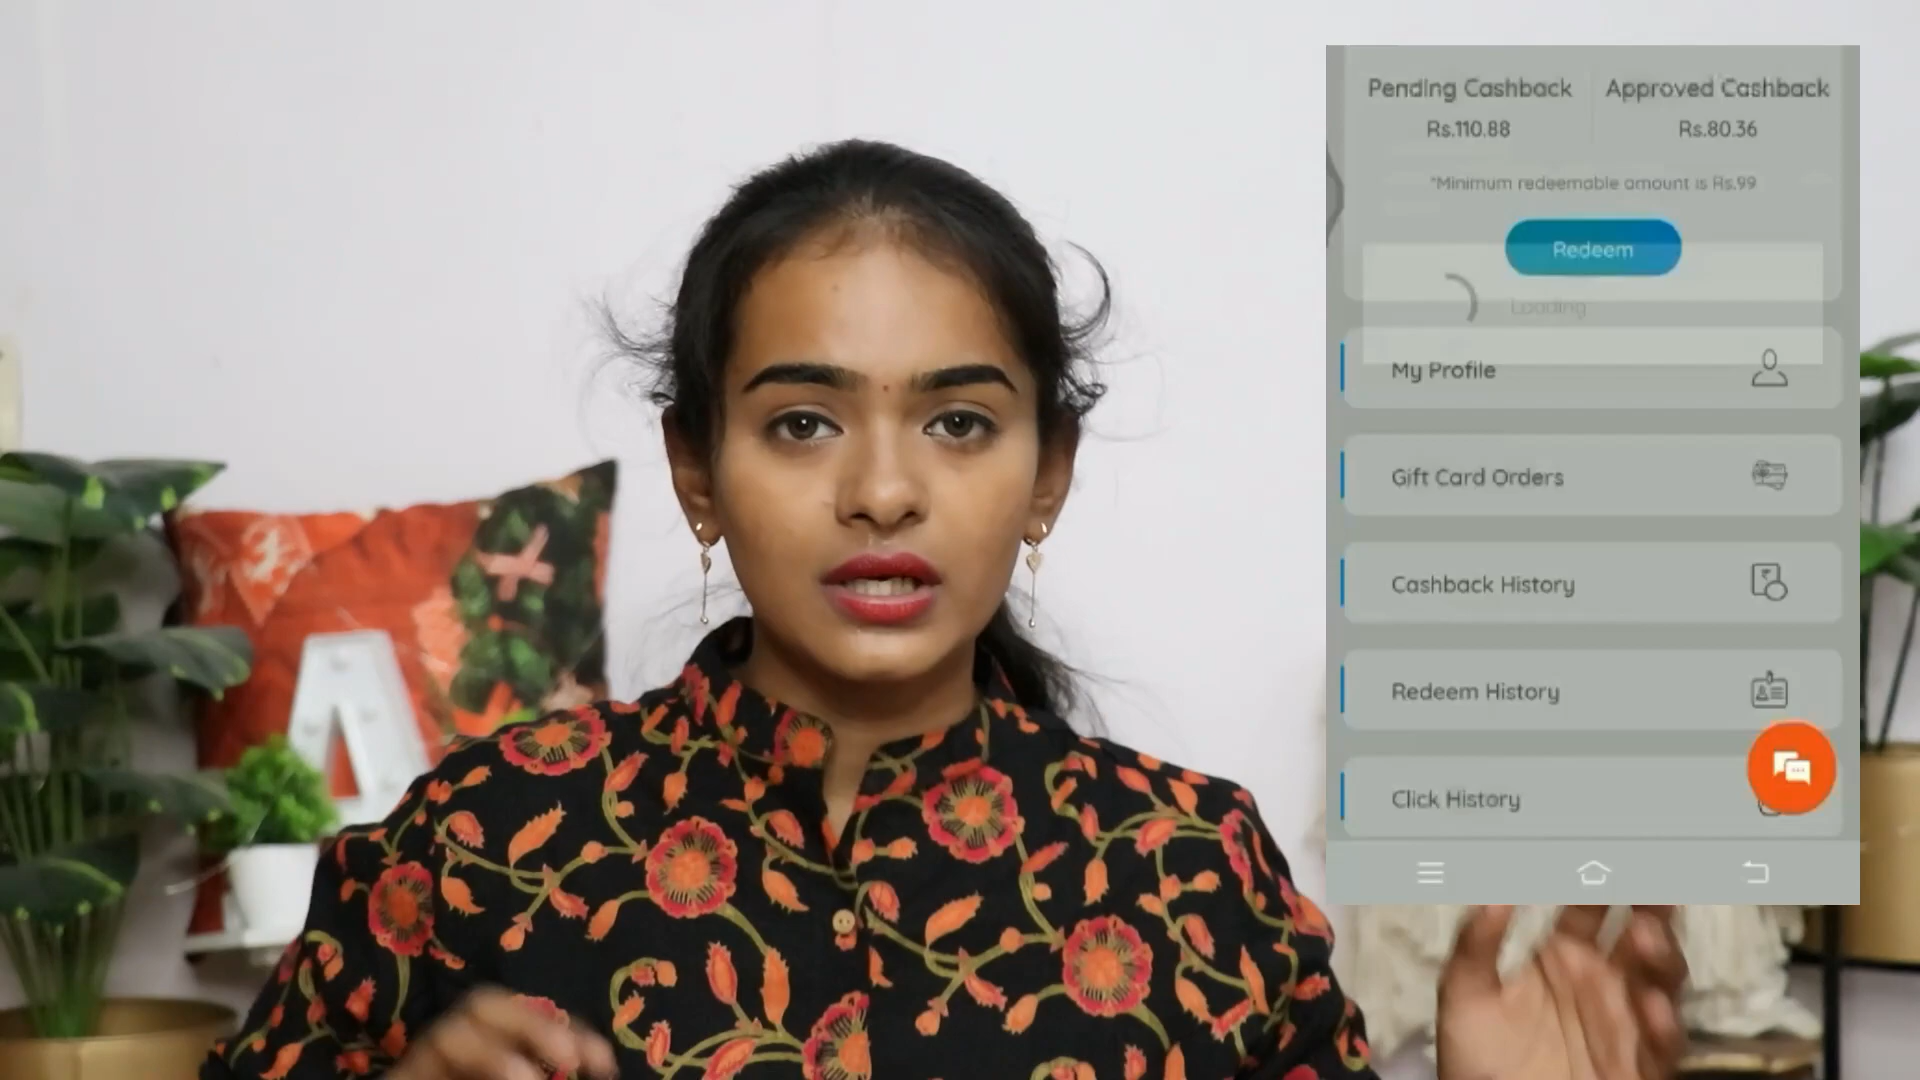 Pending Cashback
Approved Cashback
Rs.110.88
Rs.80.36
*Minimum redeemable amount is Rs.99
Redeem
Loading
My Profile
Gift Card Orders
Cashback History
Redeem History
Click History
A